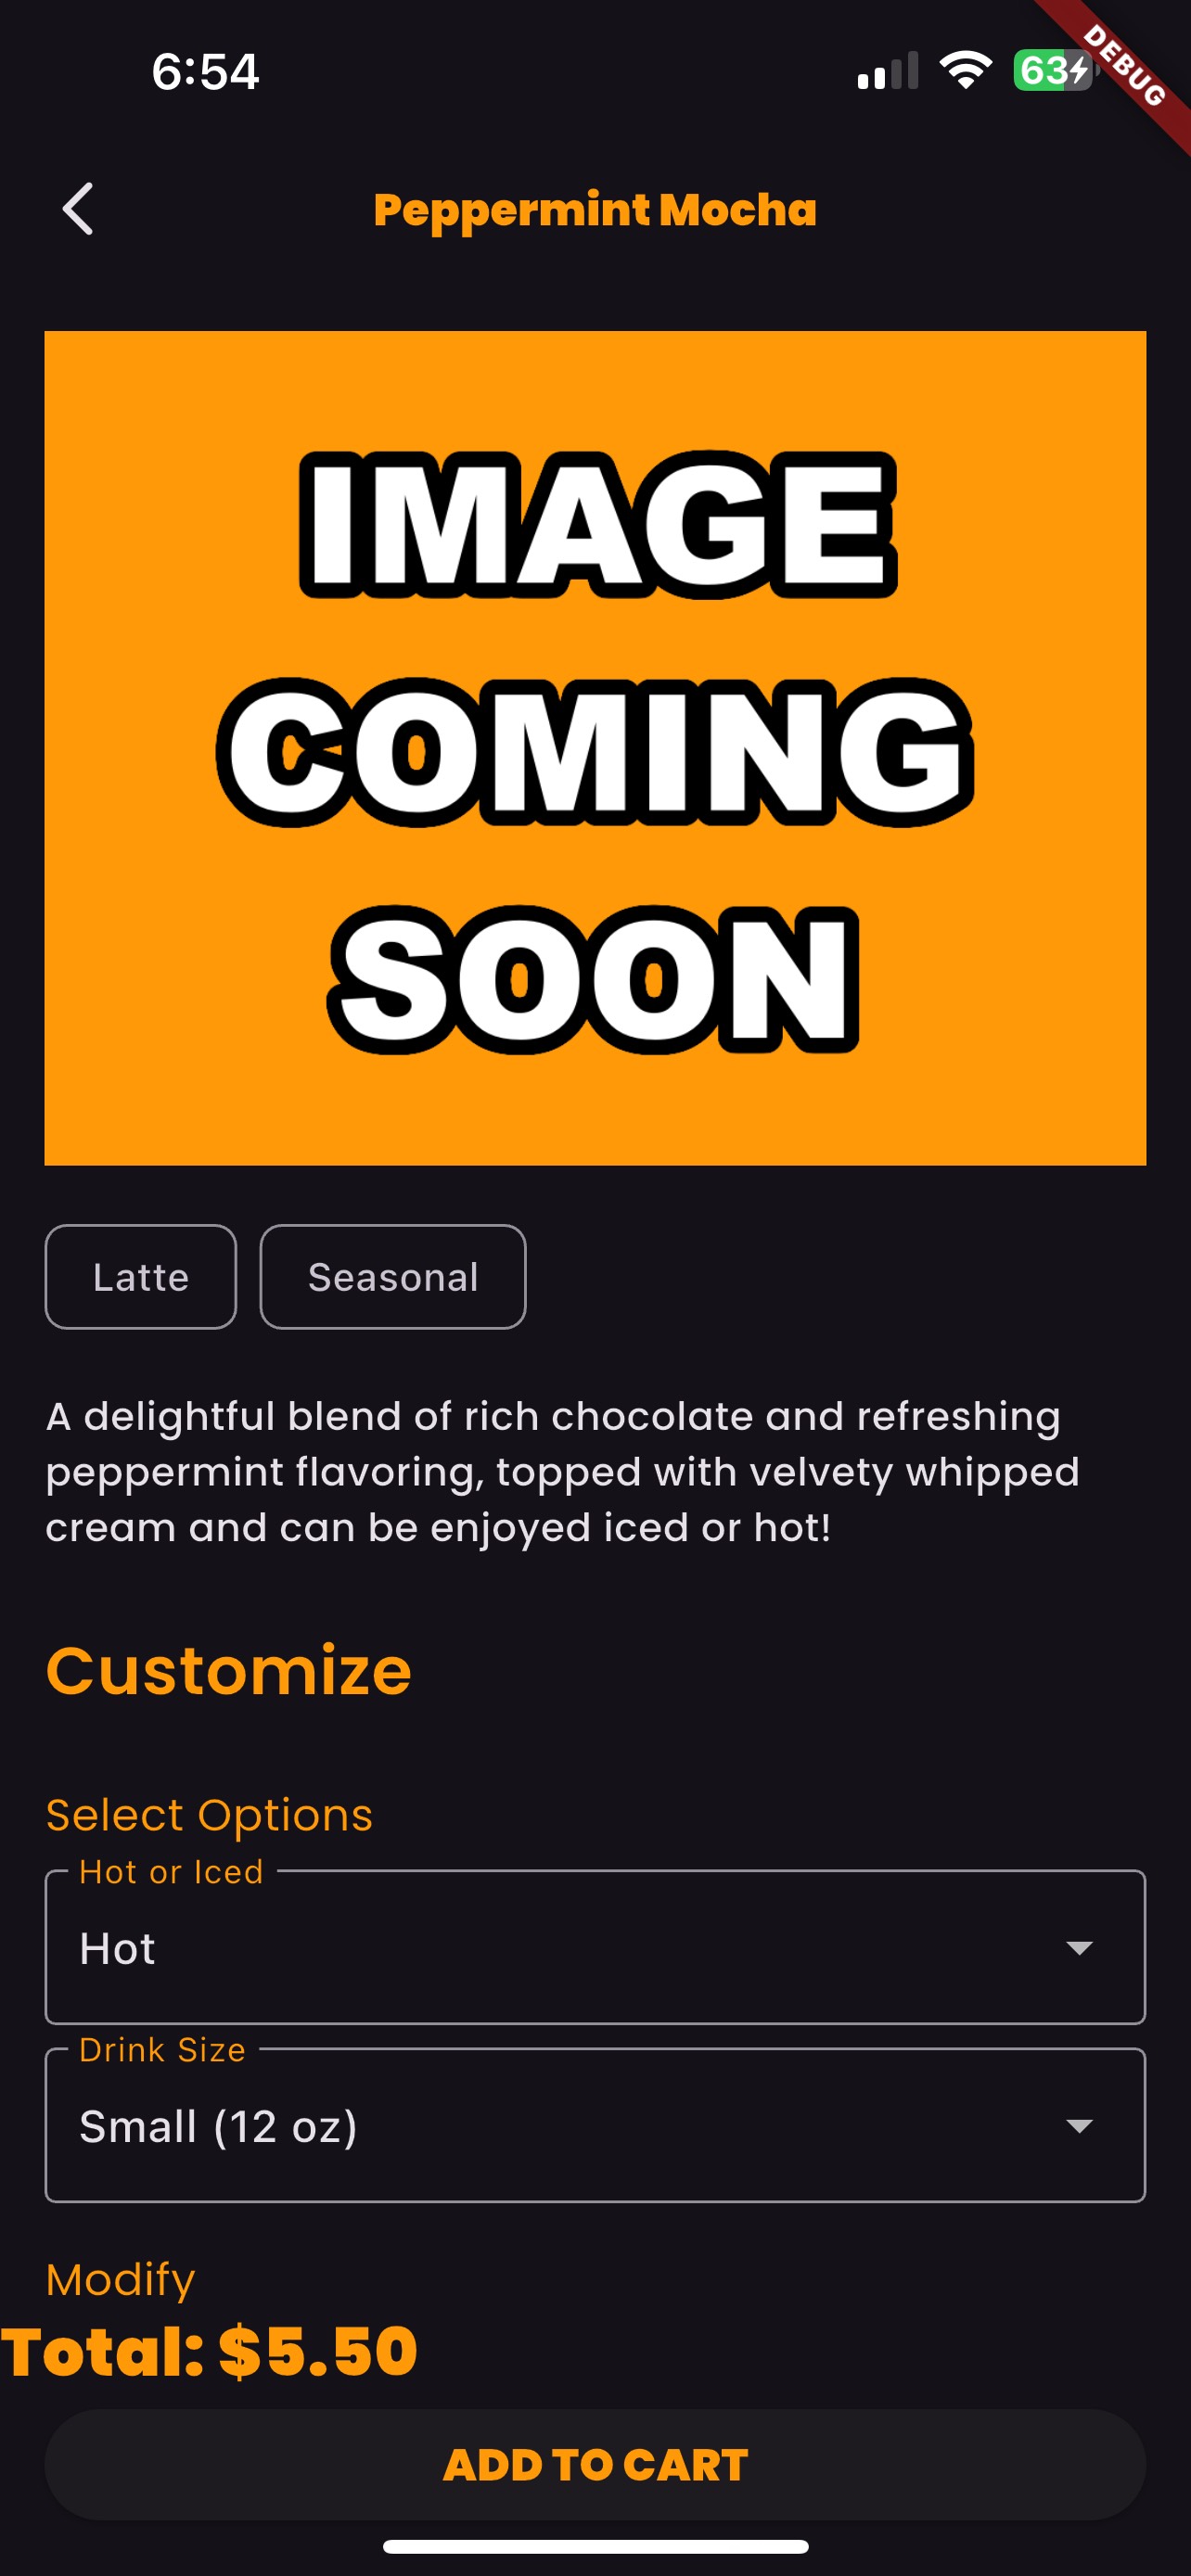 6:54
63
DEBUG
Peppermint Mocha
IMAGE
COMING
SOON
Latte
Seasonal
A delightful blend of rich chocolate and refreshing
peppermint flavoring, topped with velvety whipped
cream and can be enjoyed iced or hot!
Customize
Select Options
Hot or Iced
Hot
Drink Size
Small (12 oz)
Modify
Total: $5.50
ADD TO CART